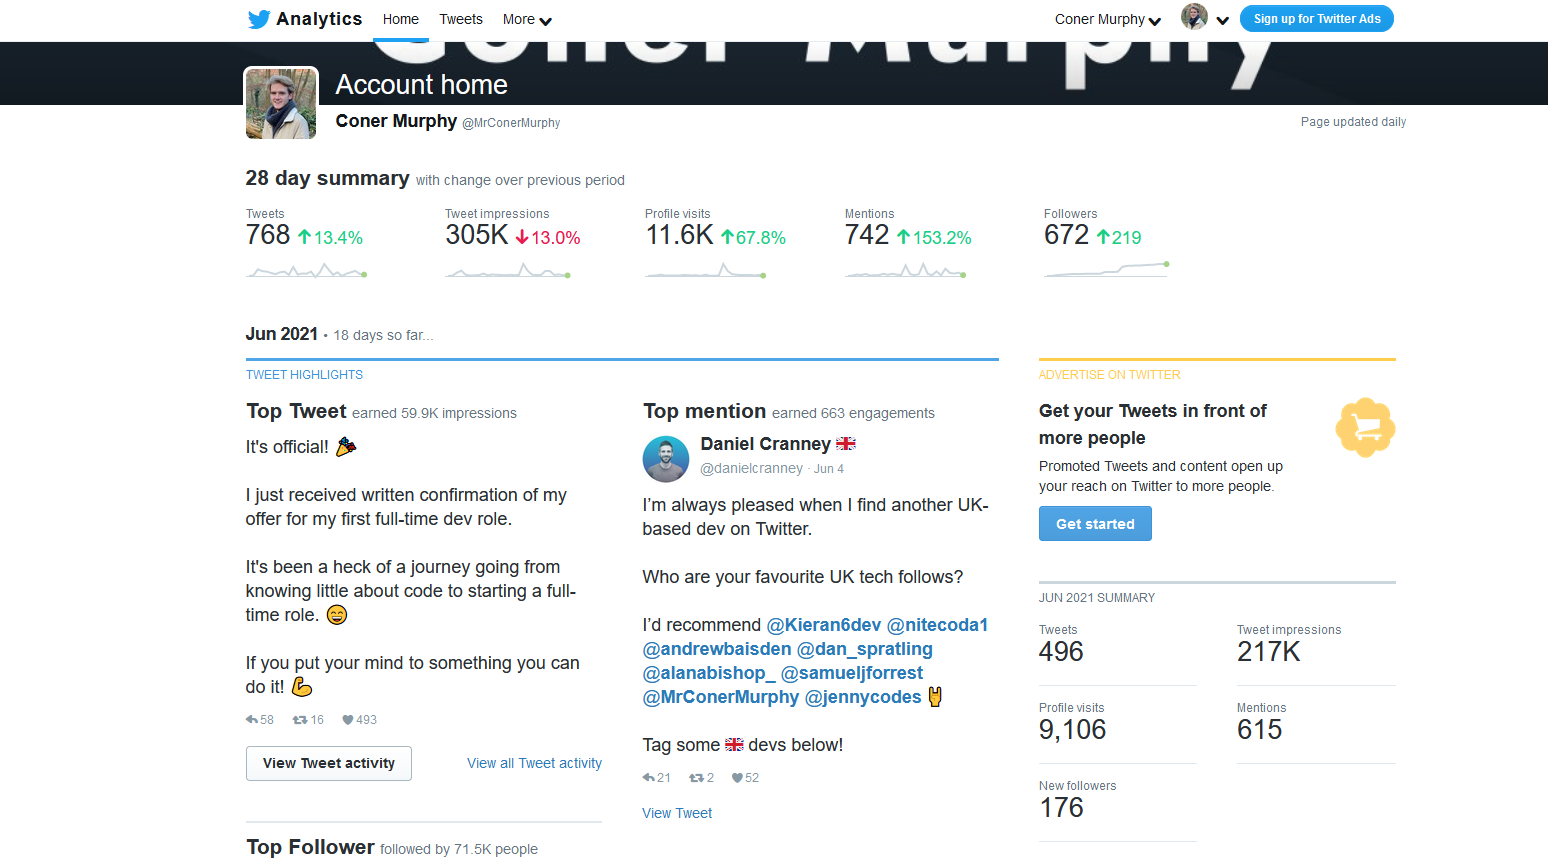 Analytics Home Tweets More Coner Murphy Sign up for Twitter Ads
Coner Murphy
Account home
Coner Murphy @MrConerMurphy
Page updated daily
28 day summary with change over previous period
Tweets Tweet impressions Profile visits Mentions Followers
768 13.4% 305K 13.0% 11.6K 67.8% 742 153.2% 672 219
Jun 2021 • 18 days so far...
TWEET HIGHLIGHTS
Top Tweet earned 59.9K impressions
It's official!
I just received written confirmation of my
offer for my first full-time dev role.
It's been a heck of a journey going from
knowing little about code to starting a full-
time role.
If you put your mind to something you can
do it!
58 16 493
View Tweet activity View all Tweet activity
Top Follower followed by 71.5K people
Top mention earned 663 engagements
Daniel Cranney
@danielcranney · Jun 4
I’m always pleased when I find another UK-
based dev on Twitter.
Who are your favourite UK tech follows?
I’d recommend @Kieran6dev @nitecoda1
@andrewbaisden @dan_spratling
@alanabishop_ @samueljforrest
@MrConerMurphy @jennycodes
Tag some devs below!
21 2 52
View Tweet
ADVERTISE ON TWITTER
Get your Tweets in front of
more people
Promoted Tweets and content open up
your reach on Twitter to more people.
Get started
JUN 2021 SUMMARY
Tweets Tweet impressions
496 217K
Profile visits Mentions
9,106 615
New followers
176